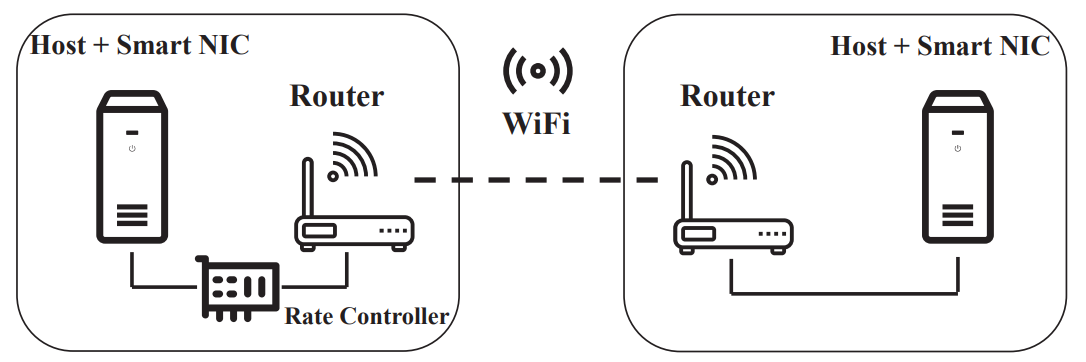 Host + Smart NIC
Router
Rate Controller
WiFi
Host + Smart NIC
Router